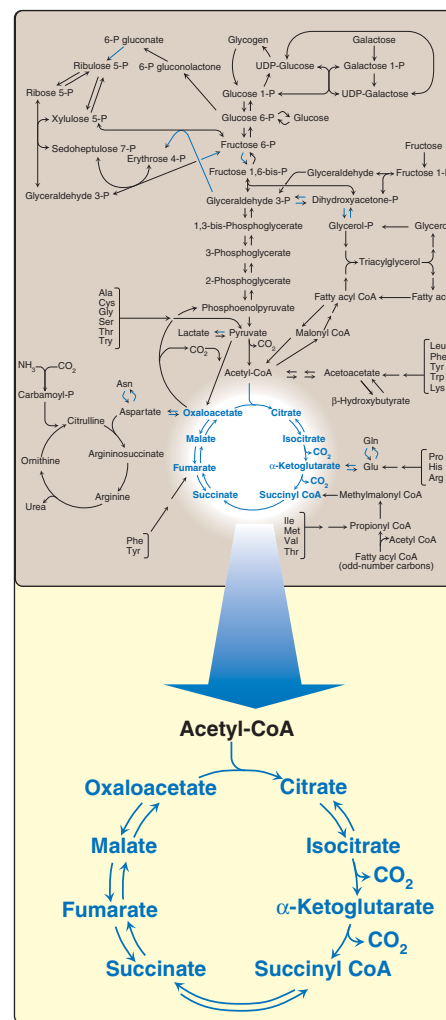 6-P gluconate
Glycogen
Galactose
Ribulose 5-P
6-P gluconolactone
UDP-Glucose
Galactose 1-P
Ribose 5-P
Glucose 1-P
UDP-Galactose
Xylulose 5-P
Glucose 6-P
Glucose
Sedoheptulose 7-P
Fructose 6-P
Fructose
Erythrose 4-P
Fructose 1,6-bis-P
Glyceraldehyde
Fructose 1-
Glyceraldehyde 3-P
Glyceraldehyde 3-P
Dihydroxyacetone-P
1,3-bis-Phosphoglycerate
Glycerol-P
Glycero
3-Phosphoglycerate
Triacylglycerol
2-Phosphoglycerate
Fatty acyl CoA
Fatty a
Phosphoenolpyruvate
Ala
Cys
Gly
Ser
Thr
Try
Lactate
Pyruvate
Malonyl CoA
CO2
CO2
Acetyl-CoA
Acetoacetate
Leu
Phe
Tyr
Trp
Lys
β-Hydroxybutyrate
NH3
CO2
Carbamoyl-P
Asn
Aspartate
Oxaloacetate
Citrate
Citrulline
Malate
Isocitrate
Gln
CO2
Argininosuccinate
Fumarate
α-Ketoglutarate
Glu
Pro
His
Arg
Ornithine
CO2
Succinate
Succinyl CoA
Methylmalonyl CoA
Arginine
Urea
Phe
Tyr
Ile
Met
Val
Thr
Propionyl CoA
Acetyl CoA
Fatty acyl CoA
(odd-number carbons)
Acetyl-CoA
Oxaloacetate
Citrate
Malate
Isocitrate
CO2
Fumarate
α-Ketoglutarate
CO2
Succinate
Succinyl CoA